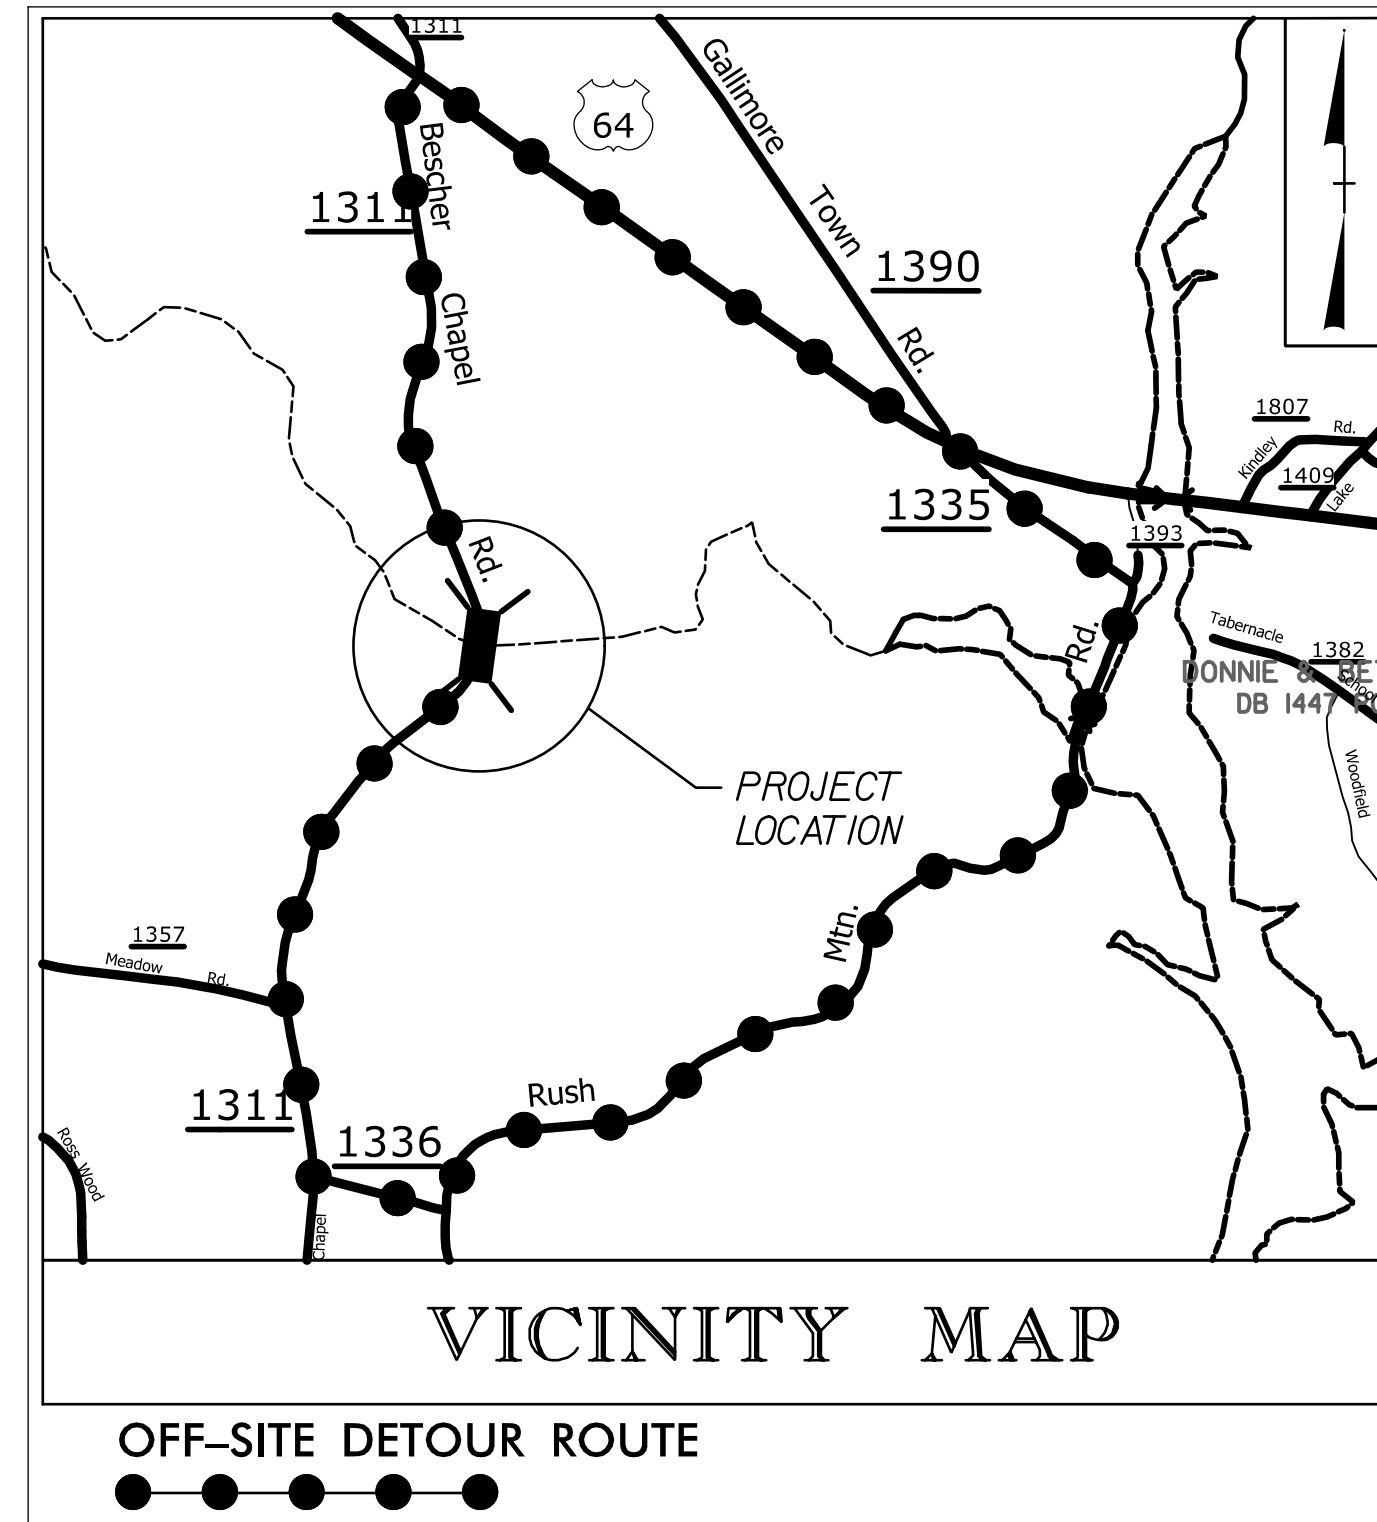 1311
64
Gallimore Town Rd.
Bescher Chapel Rd.
1311
1390
1807
Kindley Rd.
1409
Lake
1335
1393
Tabernacle School
1382
DONNIE &
DB 1447
Woodfield
PROJECT
LOCATION
Rush Mtn. Rd.
1357
Meadow Rd.
1311
1336
Ross Wood
Chapel
VICINITY MAP
OFF-SITE DETOUR ROUTE